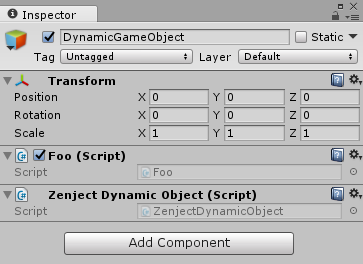 Inspector
DynamicGameObject Static
Tag Untagged Layer Default
Transform
Position X 0 Y 0 Z 0
Rotation X 0 Y 0 Z 0
Scale X 1 Y 1 Z 1
Foo (Script)
Script Foo
Zenject Dynamic Object (Script)
Script ZenjectDynamicObject
Add Component